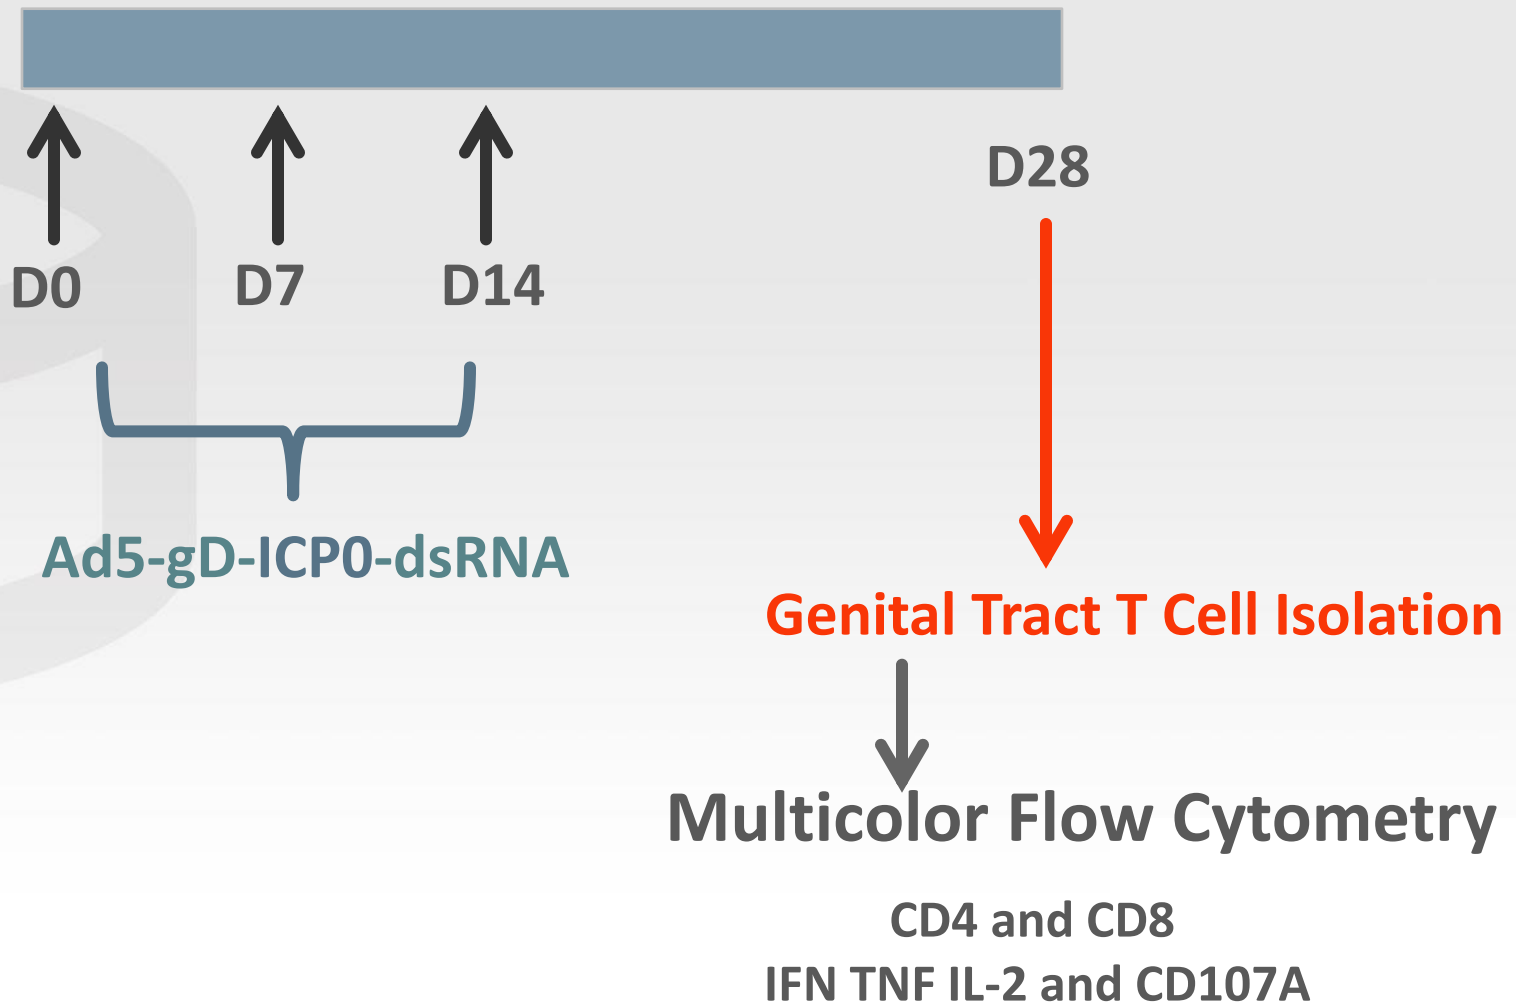 D0 D7 D14 D28
Ad5-gD-ICP0-dsRNA
Genital Tract T Cell Isolation
Multicolor Flow Cytometry
CD4 and CD8
IFN TNF IL-2 and CD107A